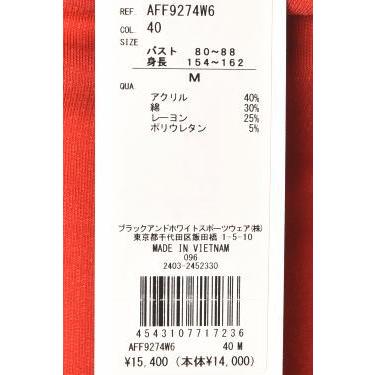 REF. AFF9274W6
COL. 40
SIZE
バスト 80~88
身長 154~162
M
QUA
アクリル 40%
綿 30%
レーヨン 25%
ポリウレタン 5%
ブラックアンドホワイトスポーツウェア(株)
東京都千代田区飯田橋1-5-10
MADE IN VIETNAM
096
2403-2452330
4543107717236
AFF9274W6 40 M
¥15,400 (本体¥14,000)